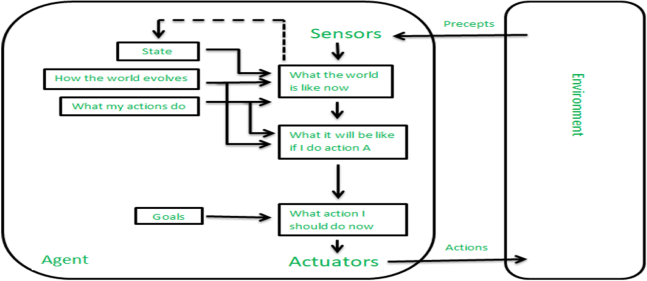 Sensors
Precepts
State
How the world evolves
What my actions do
What the world
is like now
What it will be like
if I do action A
Goals
What action I
should do now
Agent
Actuators
Actions
Environment